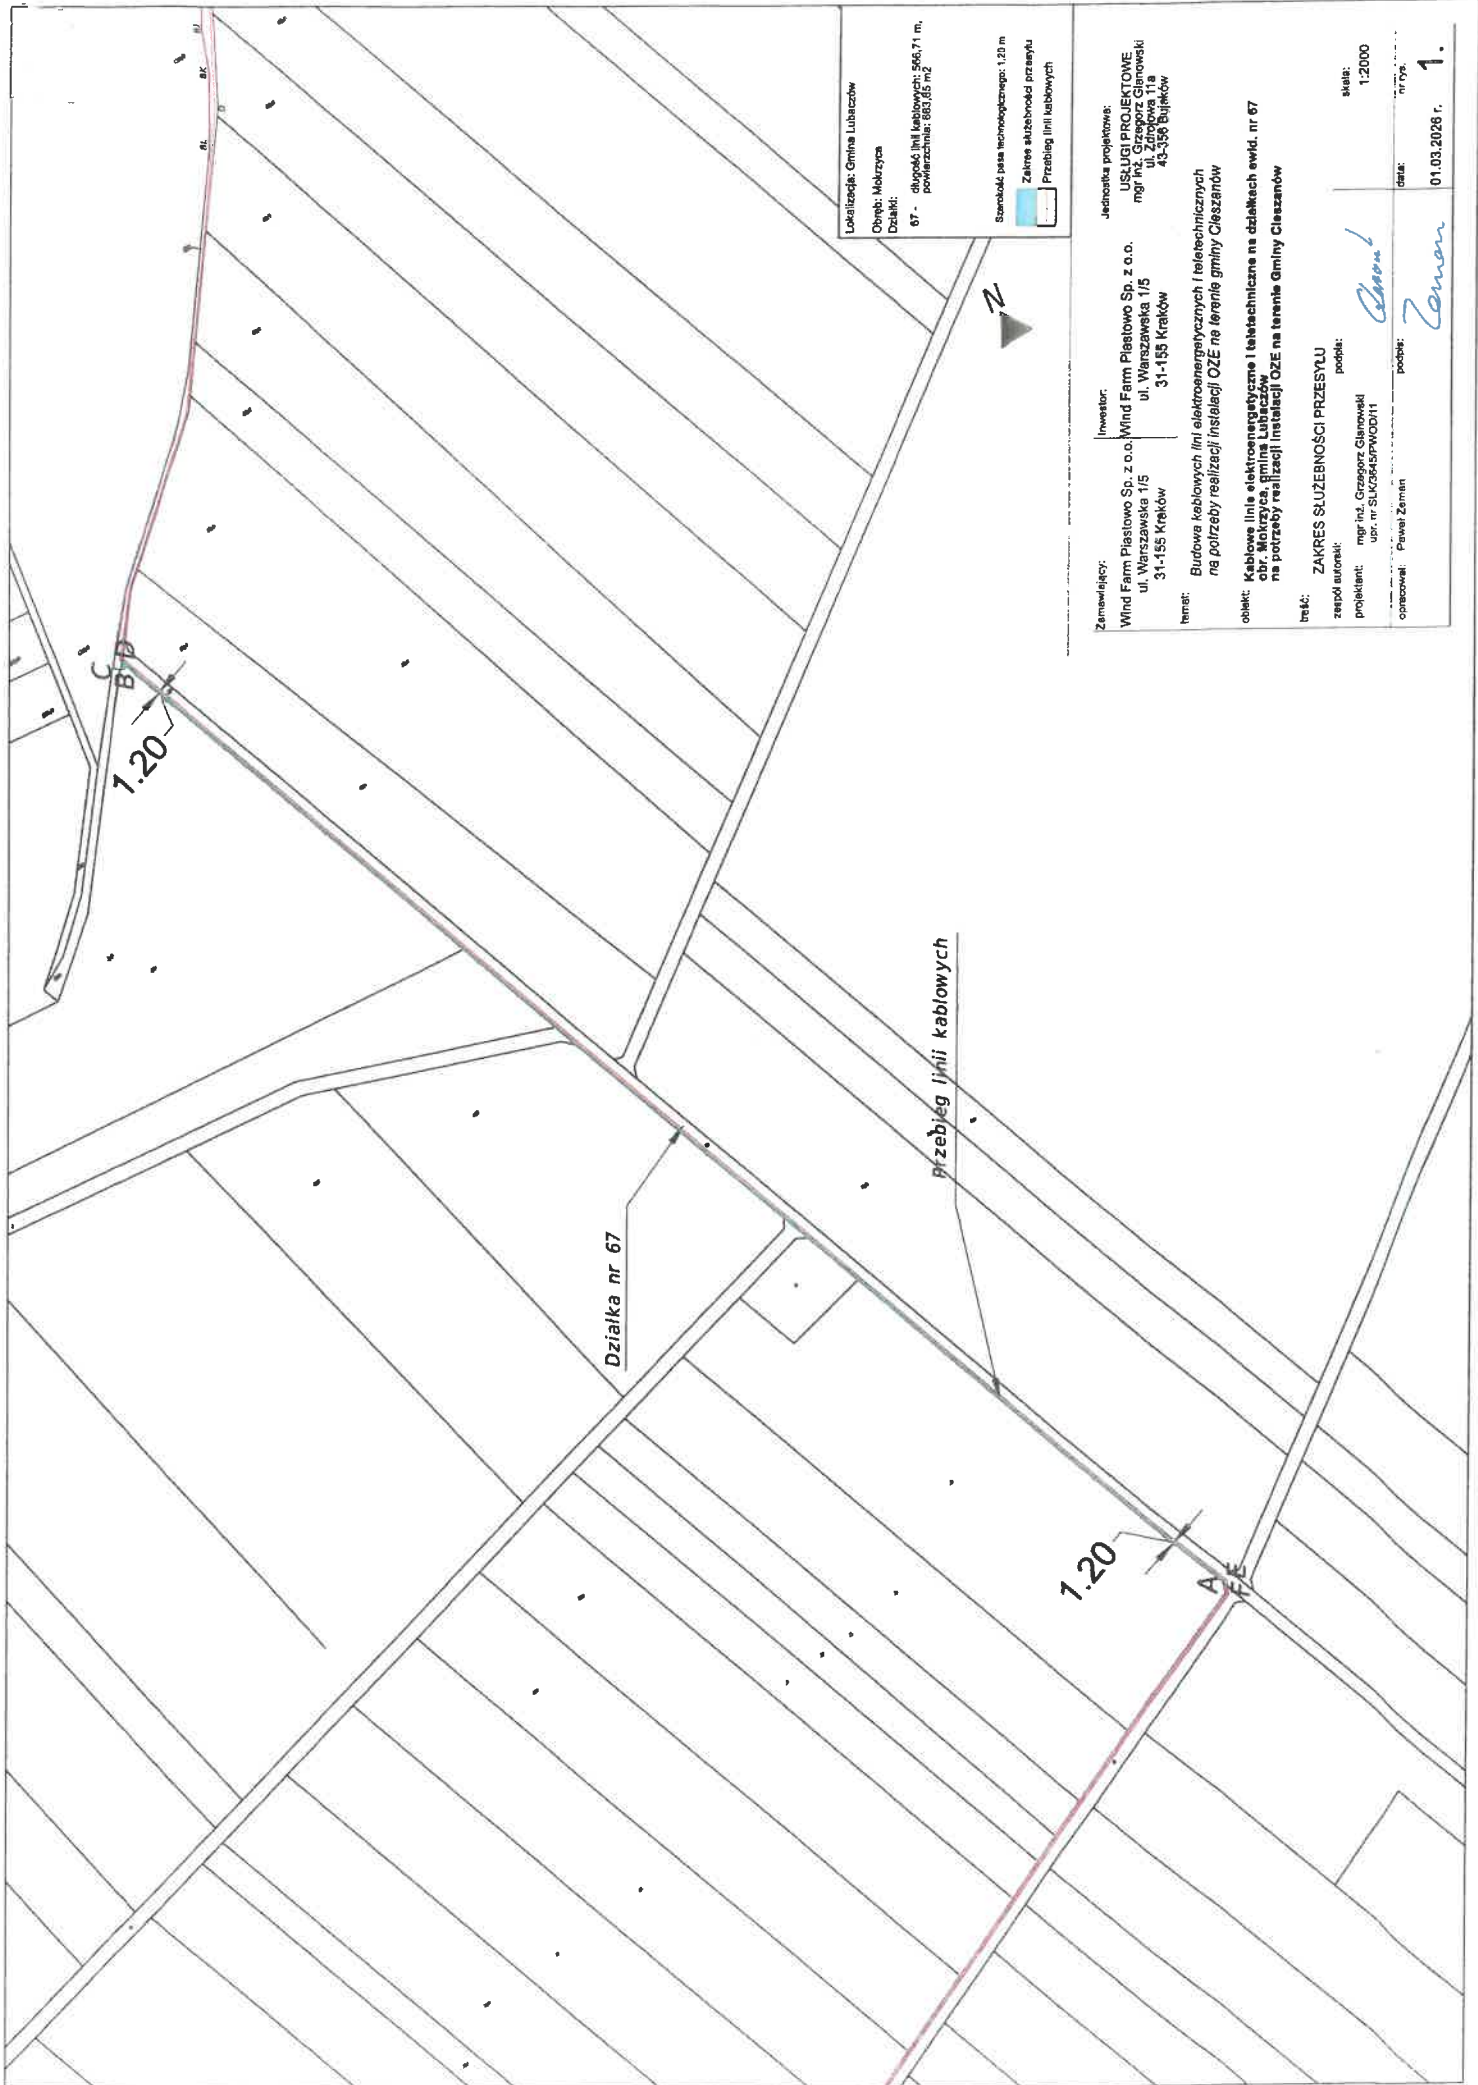 Lokalizacja: Gmina Lubaczów
Obręb: Mokrzyca
Działki:
67 - długość linii kablowych: 566,71 m,
powierzchnia: 683,85 m2
Szerokość pasa technologicznego: 1,20 m
Zakres służebności przesyłu
Przebieg linii kablowych
N
BK
BL
C
B D
1.20
Działka nr 67
Przebieg linii kablowych
1.20
A
F E
Zamawiający:
Wind Farm Piastowo Sp. z o.o.
ul. Warszawska 1/5
31-155 Kraków
Inwestor:
Wind Farm Piastowo Sp. z o.o.
ul. Warszawska 1/5
31-155 Kraków
Jednostka projektowa:
USŁUGI PROJEKTOWE
mgr inż. Grzegorz Glanowski
ul. Zdrojowa 11a
43-356 Bujaków
temat:
Budowa kablowych linii elektroenergetycznych i teletechnicznych
na potrzeby realizacji instalacji OZE na terenie gminy Cieszanów
obiekt:
Kablowe linie elektroenergetyczne i teletechniczne na działkach ewid. nr 67
obr. Mokrzyca, gmina Lubaczów
na potrzeby realizacji instalacji OZE na terenie Gminy Cieszanów
treść:
ZAKRES SŁUŻEBNOŚCI PRZESYŁU
skala:
1:2000
zespół autorski:
podpis:
projektant: mgr inż. Grzegorz Glanowski
upr. nr SLK/3645/PWOD/11
opracował: Paweł Zeman
podpis:
Zeman
data:
01.03.2026 r.
nr rys.
1.